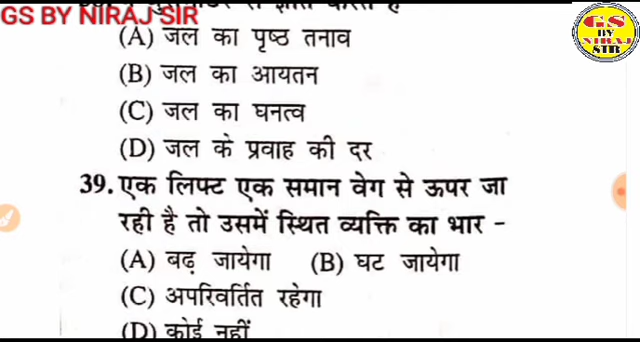 GS BY NIRAJ SIR
GS
BY
NIRAJ
SIR
(A) जल का पृष्ठ तनाव
(B) जल का आयतन
(C) जल का घनत्व
(D) जल के प्रवाह की दर
39. एक लिफ्ट एक समान वेग से ऊपर जा
रही है तो उसमें स्थित व्यक्ति का भार -
(A) बढ़ जायेगा (B) घट जायेगा
(C) अपरिवर्तित रहेगा
(D) कोई नहीं